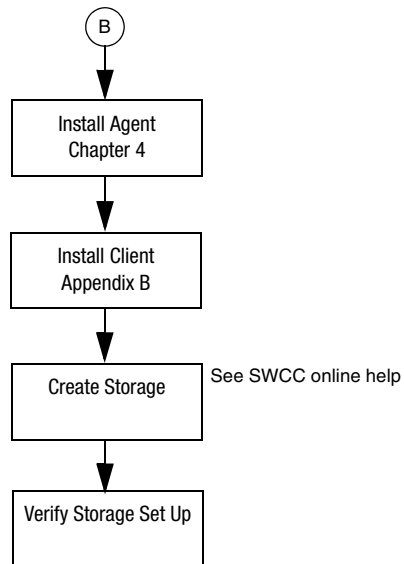 B
Install Agent
Chapter 4
Install Client
Appendix B
Create Storage
See SWCC online help
Verify Storage Set Up